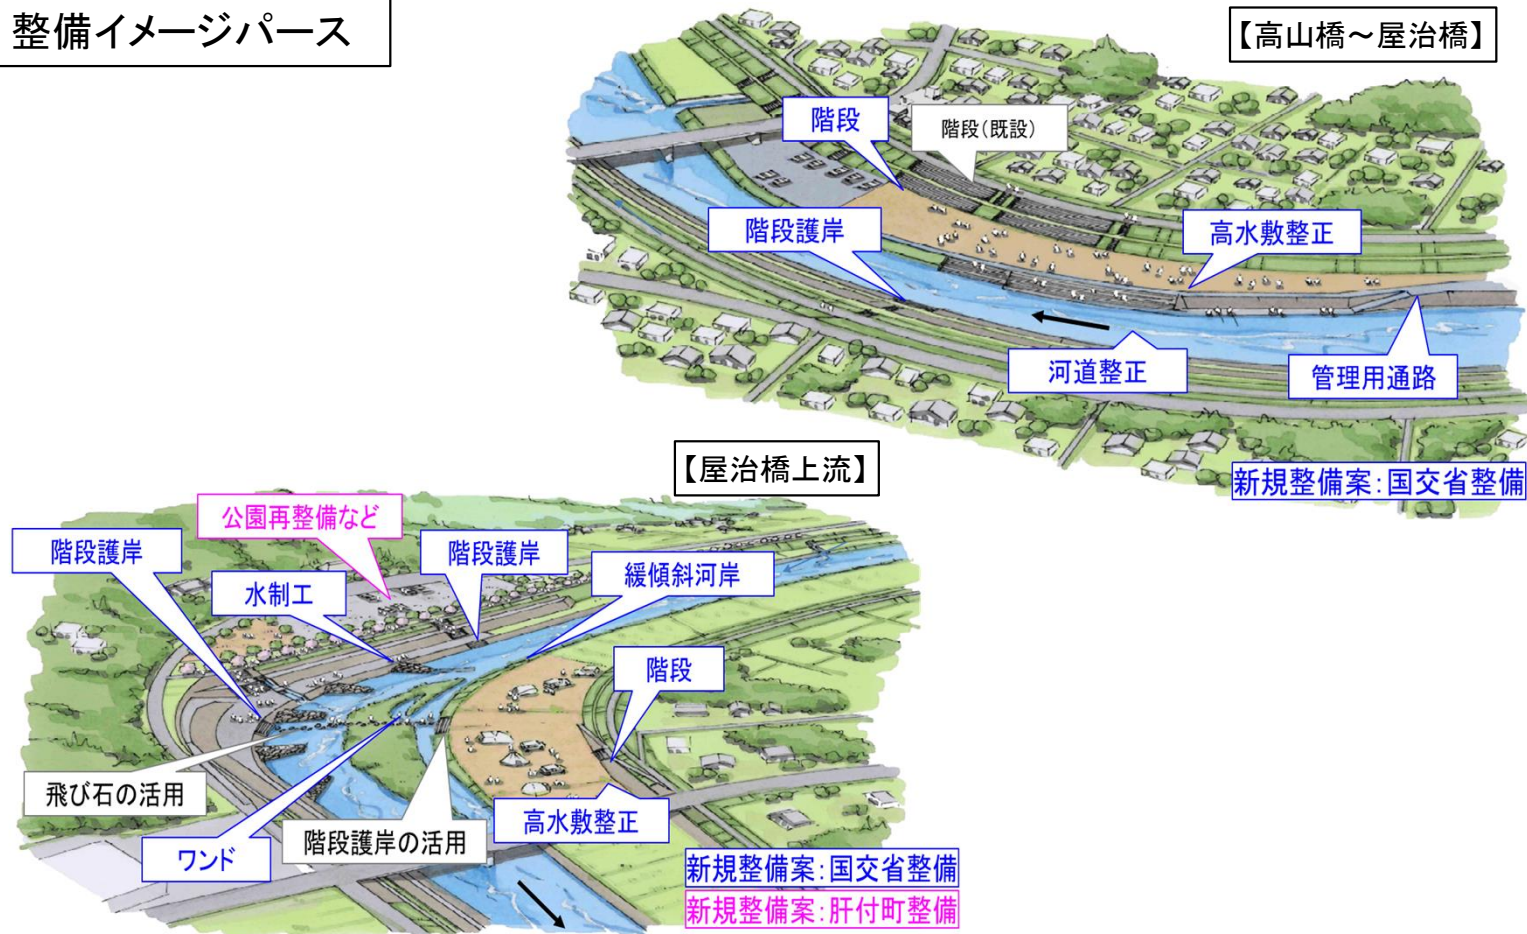 整備イメージパース
【高山橋～屋治橋】
階段
階段(既設)
階段護岸
高水敷整正
河道整正
管理用通路
新規整備案:国交省整備
【屋治橋上流】
公園再整備など
階段護岸
階段護岸
緩傾斜河岸
水制工
階段
飛び石の活用
高水敷整正
階段護岸の活用
ワンド
新規整備案:国交省整備
新規整備案:肝付町整備